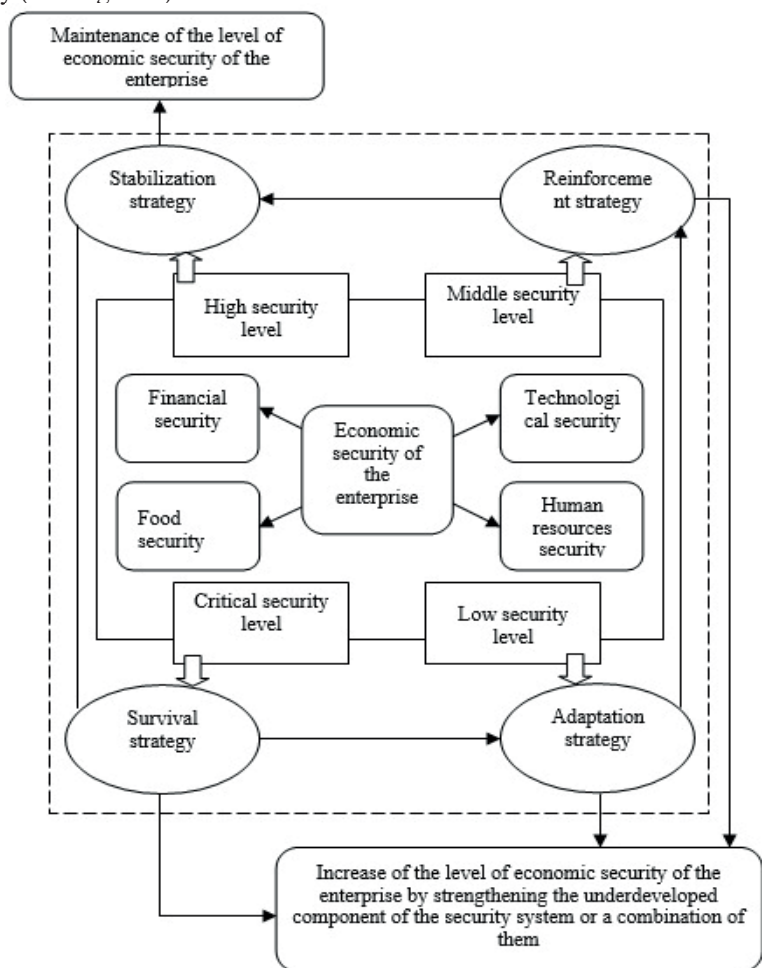 Maintenance of the level of
economic security of the
enterprise
Stabilization
strategy
Reinforceme
nt strategy
High security
level
Middle security
level
Financial
security
Technologi
cal security
Economic
security of
the
enterprise
Food
security
Human
resources
security
Critical security
level
Low security
level
Survival
strategy
Adaptation
strategy
Increase of the level of economic security of the
enterprise by strengthening the underdeveloped
component of the security system or a combination of
them